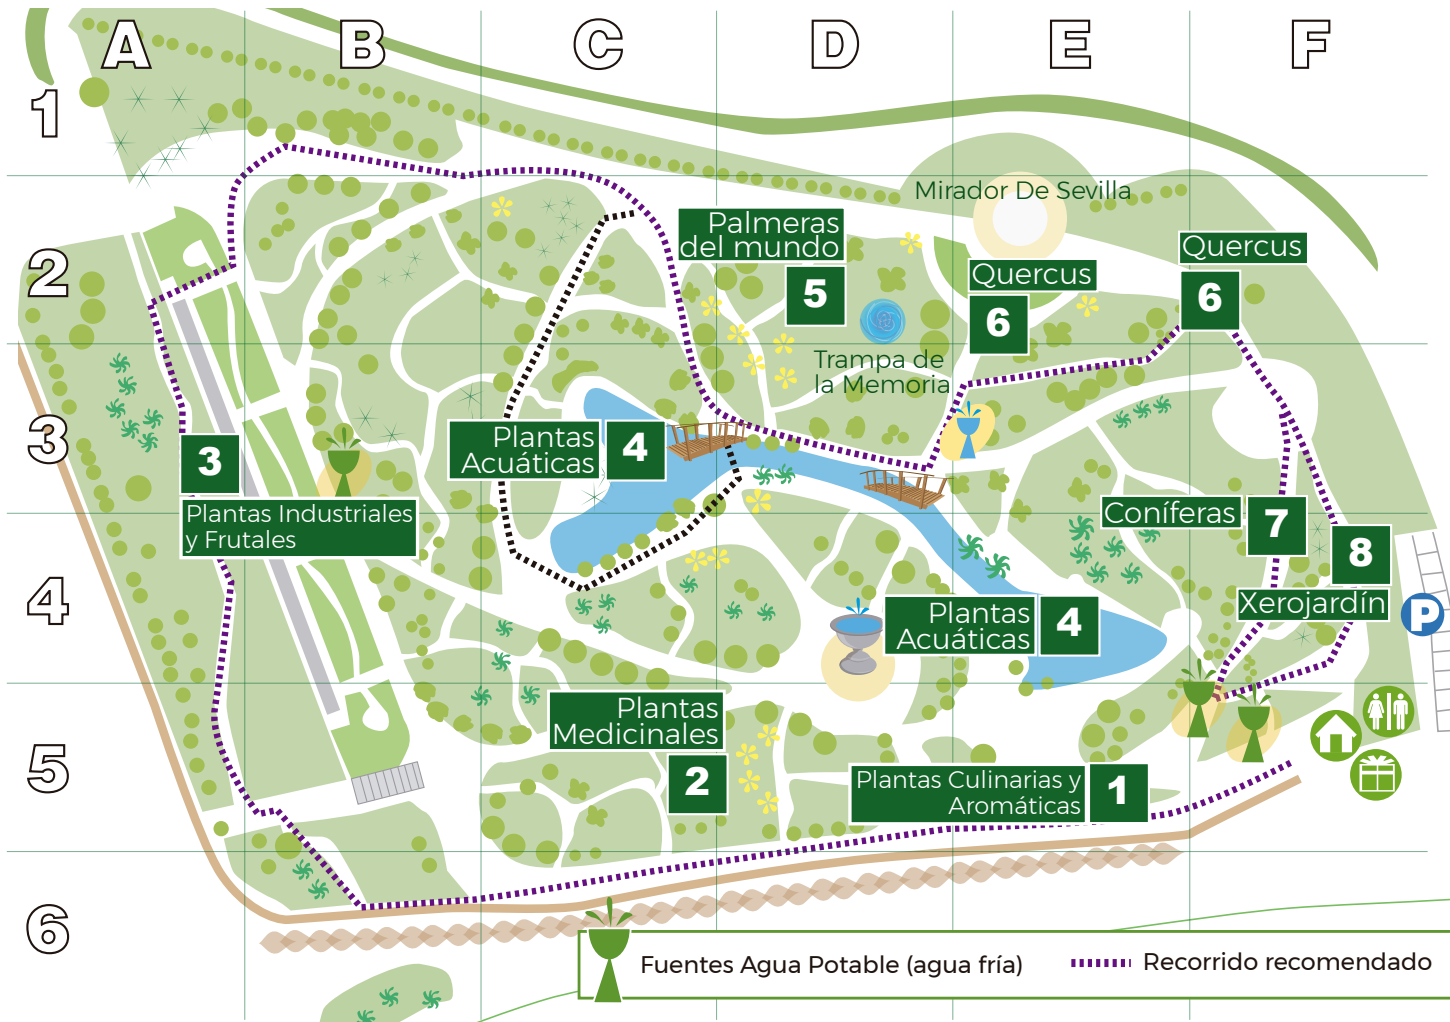 A
B
C
D
E
F
1
Mirador De Sevilla
Palmeras
del mundo
5
Quercus
6
Quercus
6
2
Trampa de
la Memoria
3
3
Plantas Industriales
y Frutales
Plantas
Acuáticas
4
Coníferas
7
8
Xerojardín
P
4
Plantas
Acuáticas
4
Plantas
Medicinales
2
5
Plantas Culinarias y
Aromáticas
1
6
Fuentes Agua Potable (agua fría)
Recorrido recomendado